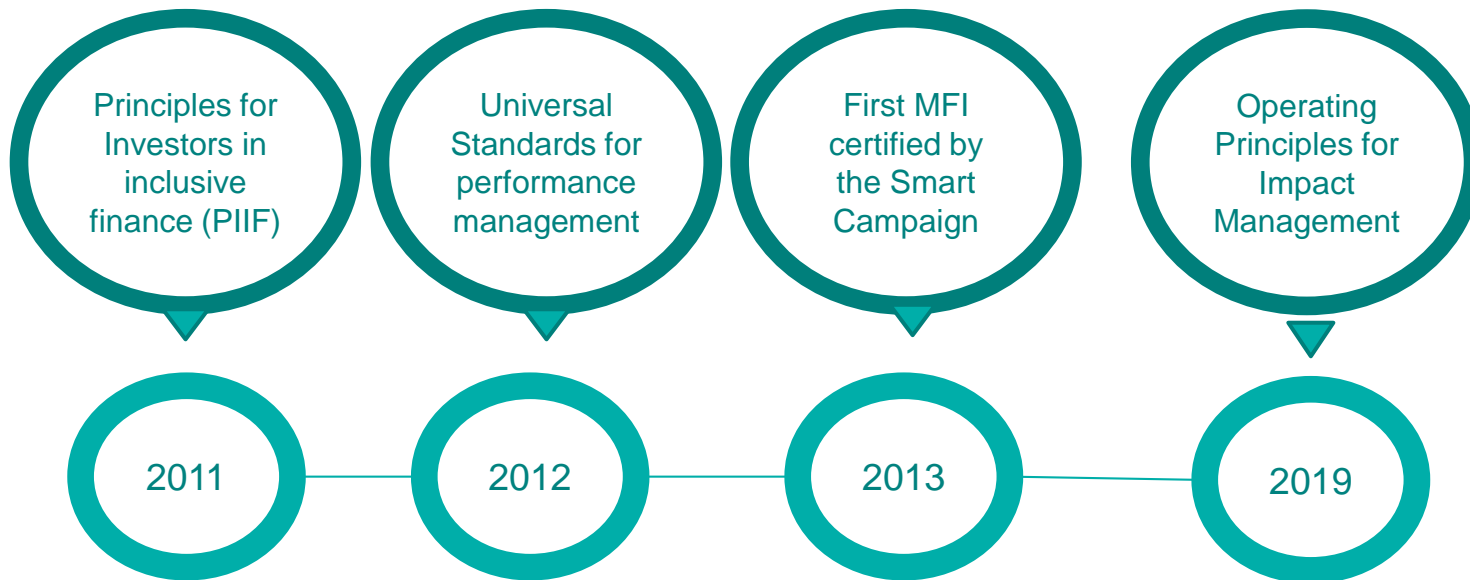 Principles for
Investors in
inclusive
finance (PIIF)
Universal
Standards for
performance
management
First MFI
certified by
the Smart
Campaign
Operating
Principles for
Impact
Management
2011
2012
2013
2019